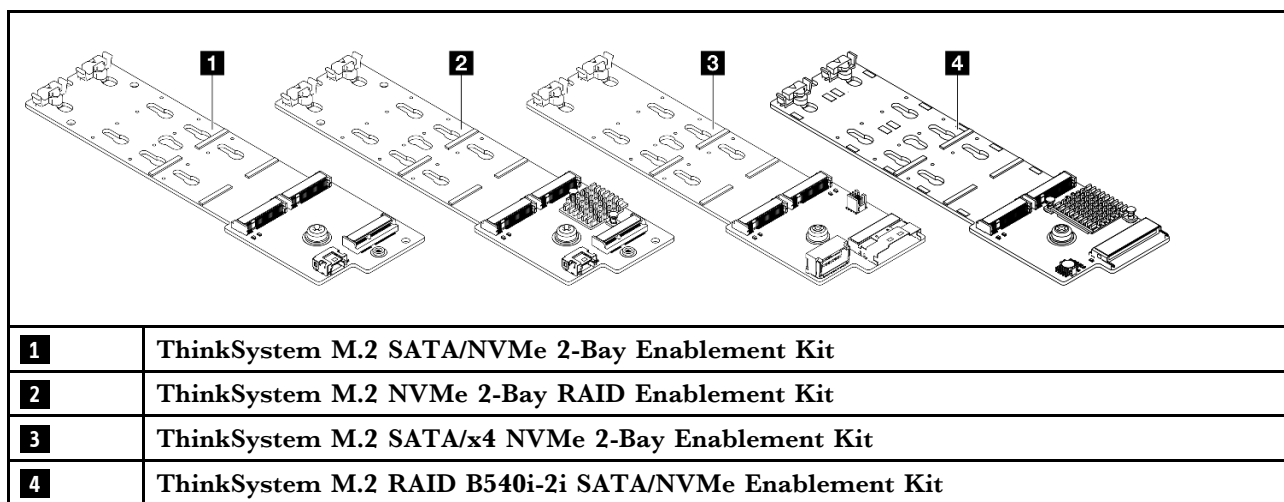 1 2 3 4
1 ThinkSystem M.2 SATA/NVMe 2-Bay Enablement Kit
2 ThinkSystem M.2 NVMe 2-Bay RAID Enablement Kit
3 ThinkSystem M.2 SATA/x4 NVMe 2-Bay Enablement Kit
4 ThinkSystem M.2 RAID B540i-2i SATA/NVMe Enablement Kit